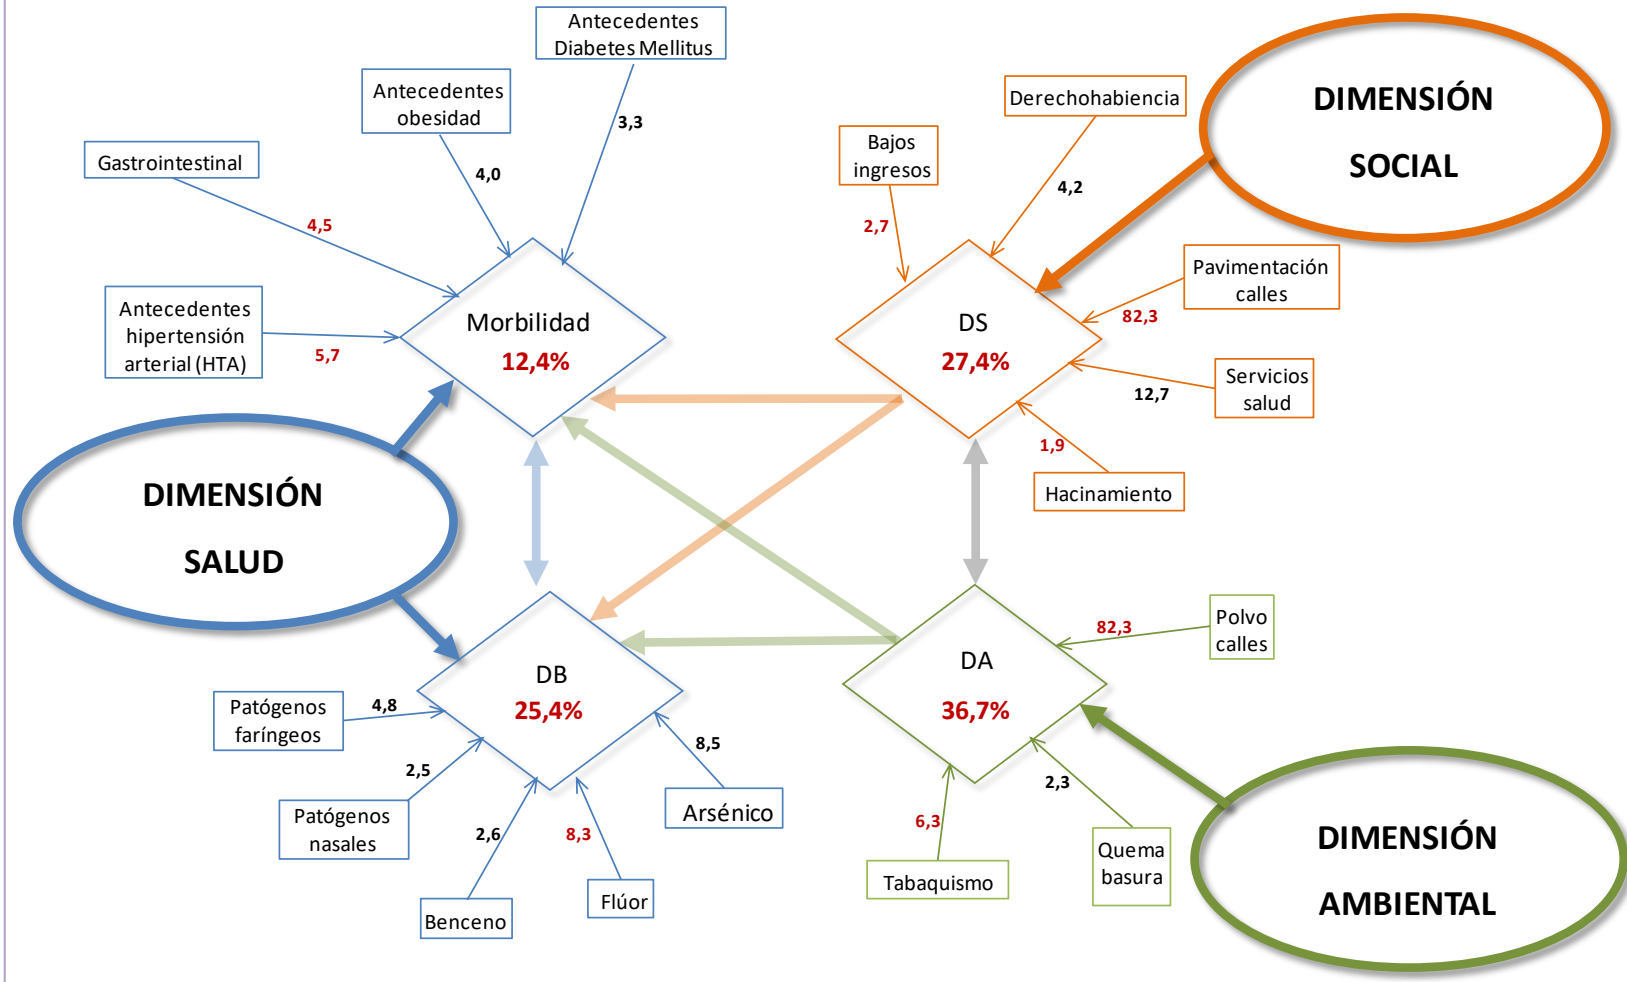 Antecedentes
Diabetes Mellitus
3,3
Antecedentes
obesidad
4,0
Gastrointestinal
4,5
Antecedentes
hipertensión
arterial (HTA)
5,7
Morbilidad
12,4%
Derechohabiencia
4,2
Bajos
ingresos
2,7
DIMENSIÓN
SOCIAL
Pavimentación
calles
82,3
DS
27,4%
Servicios
salud
12,7
1,9
Hacinamiento
DIMENSIÓN
SALUD
Polvo
calles
82,3
DB
25,4%
DA
36,7%
Patógenos
faríngeos
4,8
2,5
Patógenos
nasales
2,6
Benceno
8,3
Flúor
8,5
Arsénico
6,3
Tabaquismo
2,3
Quema
basura
DIMENSIÓN
AMBIENTAL